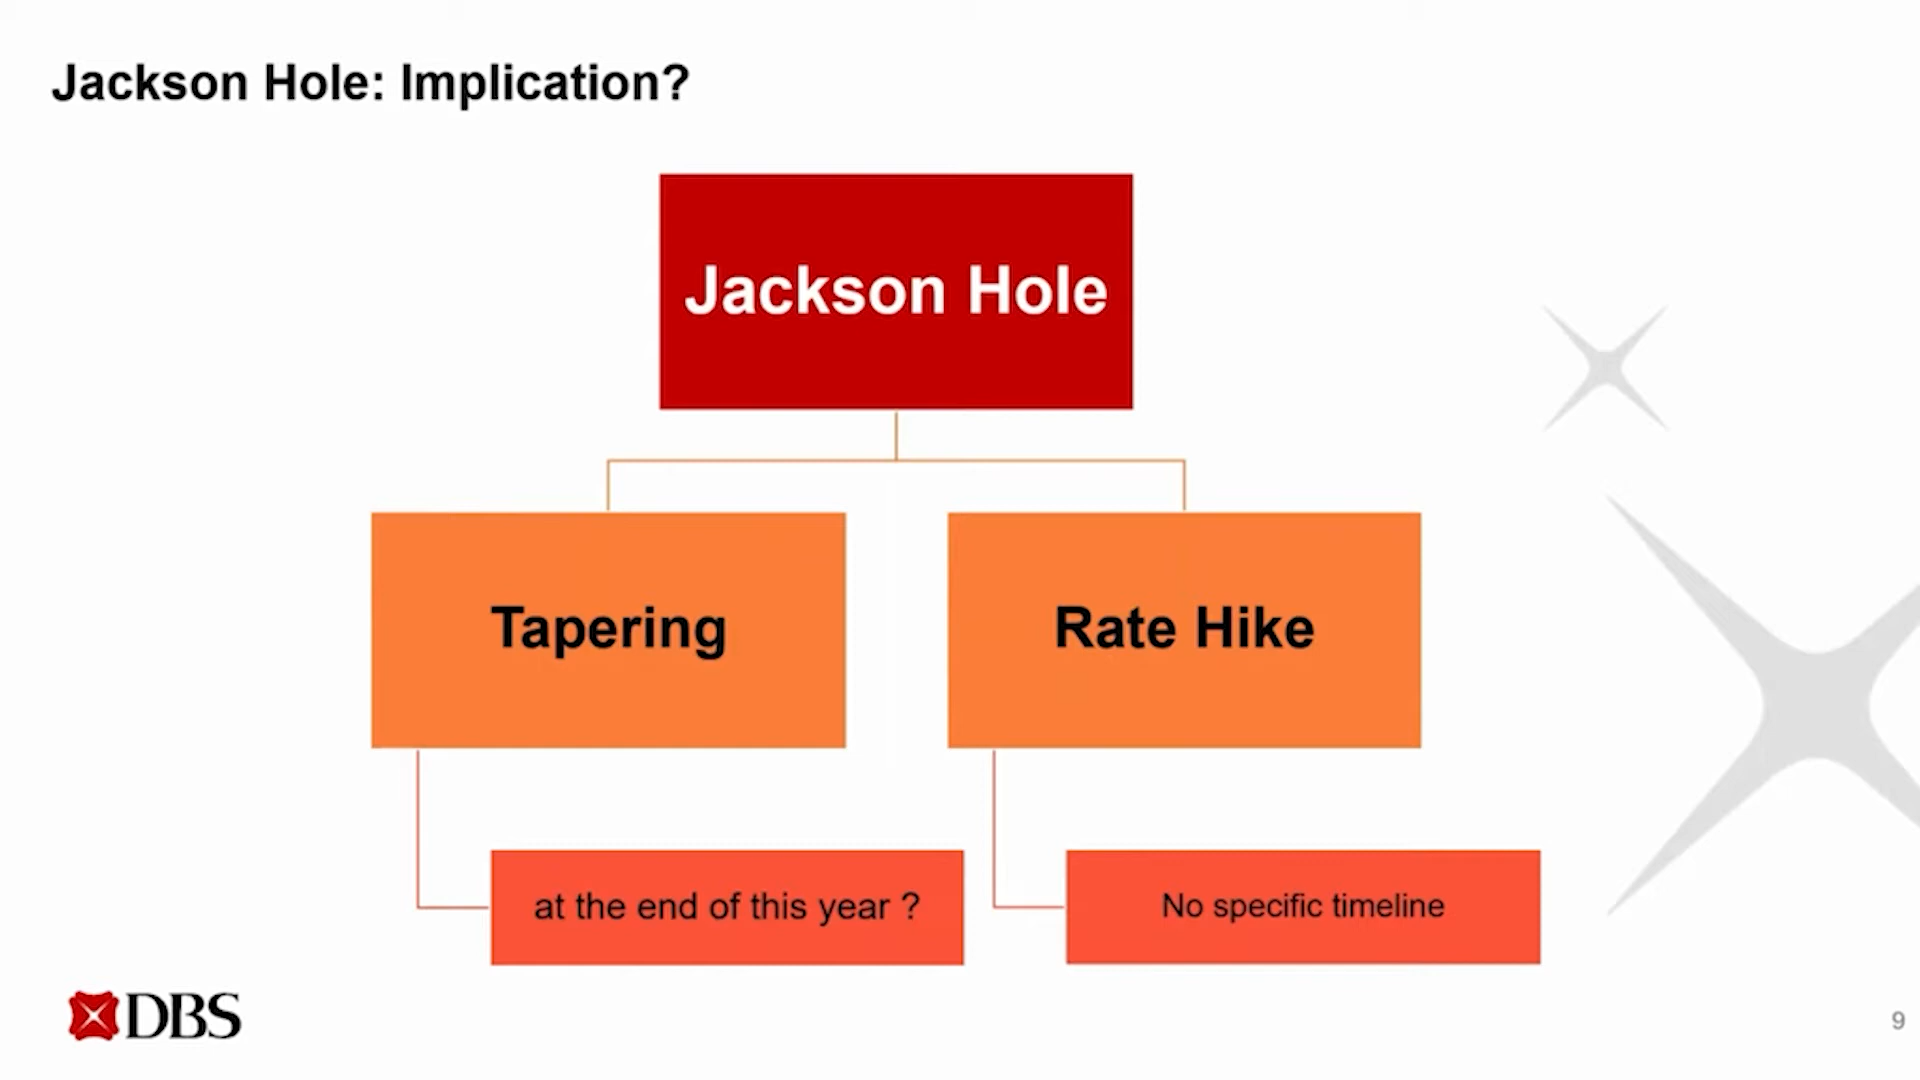 Jackson Hole: Implication?
Jackson Hole
Tapering
Rate Hike
at the end of this year ?
No specific timeline
DBS
9